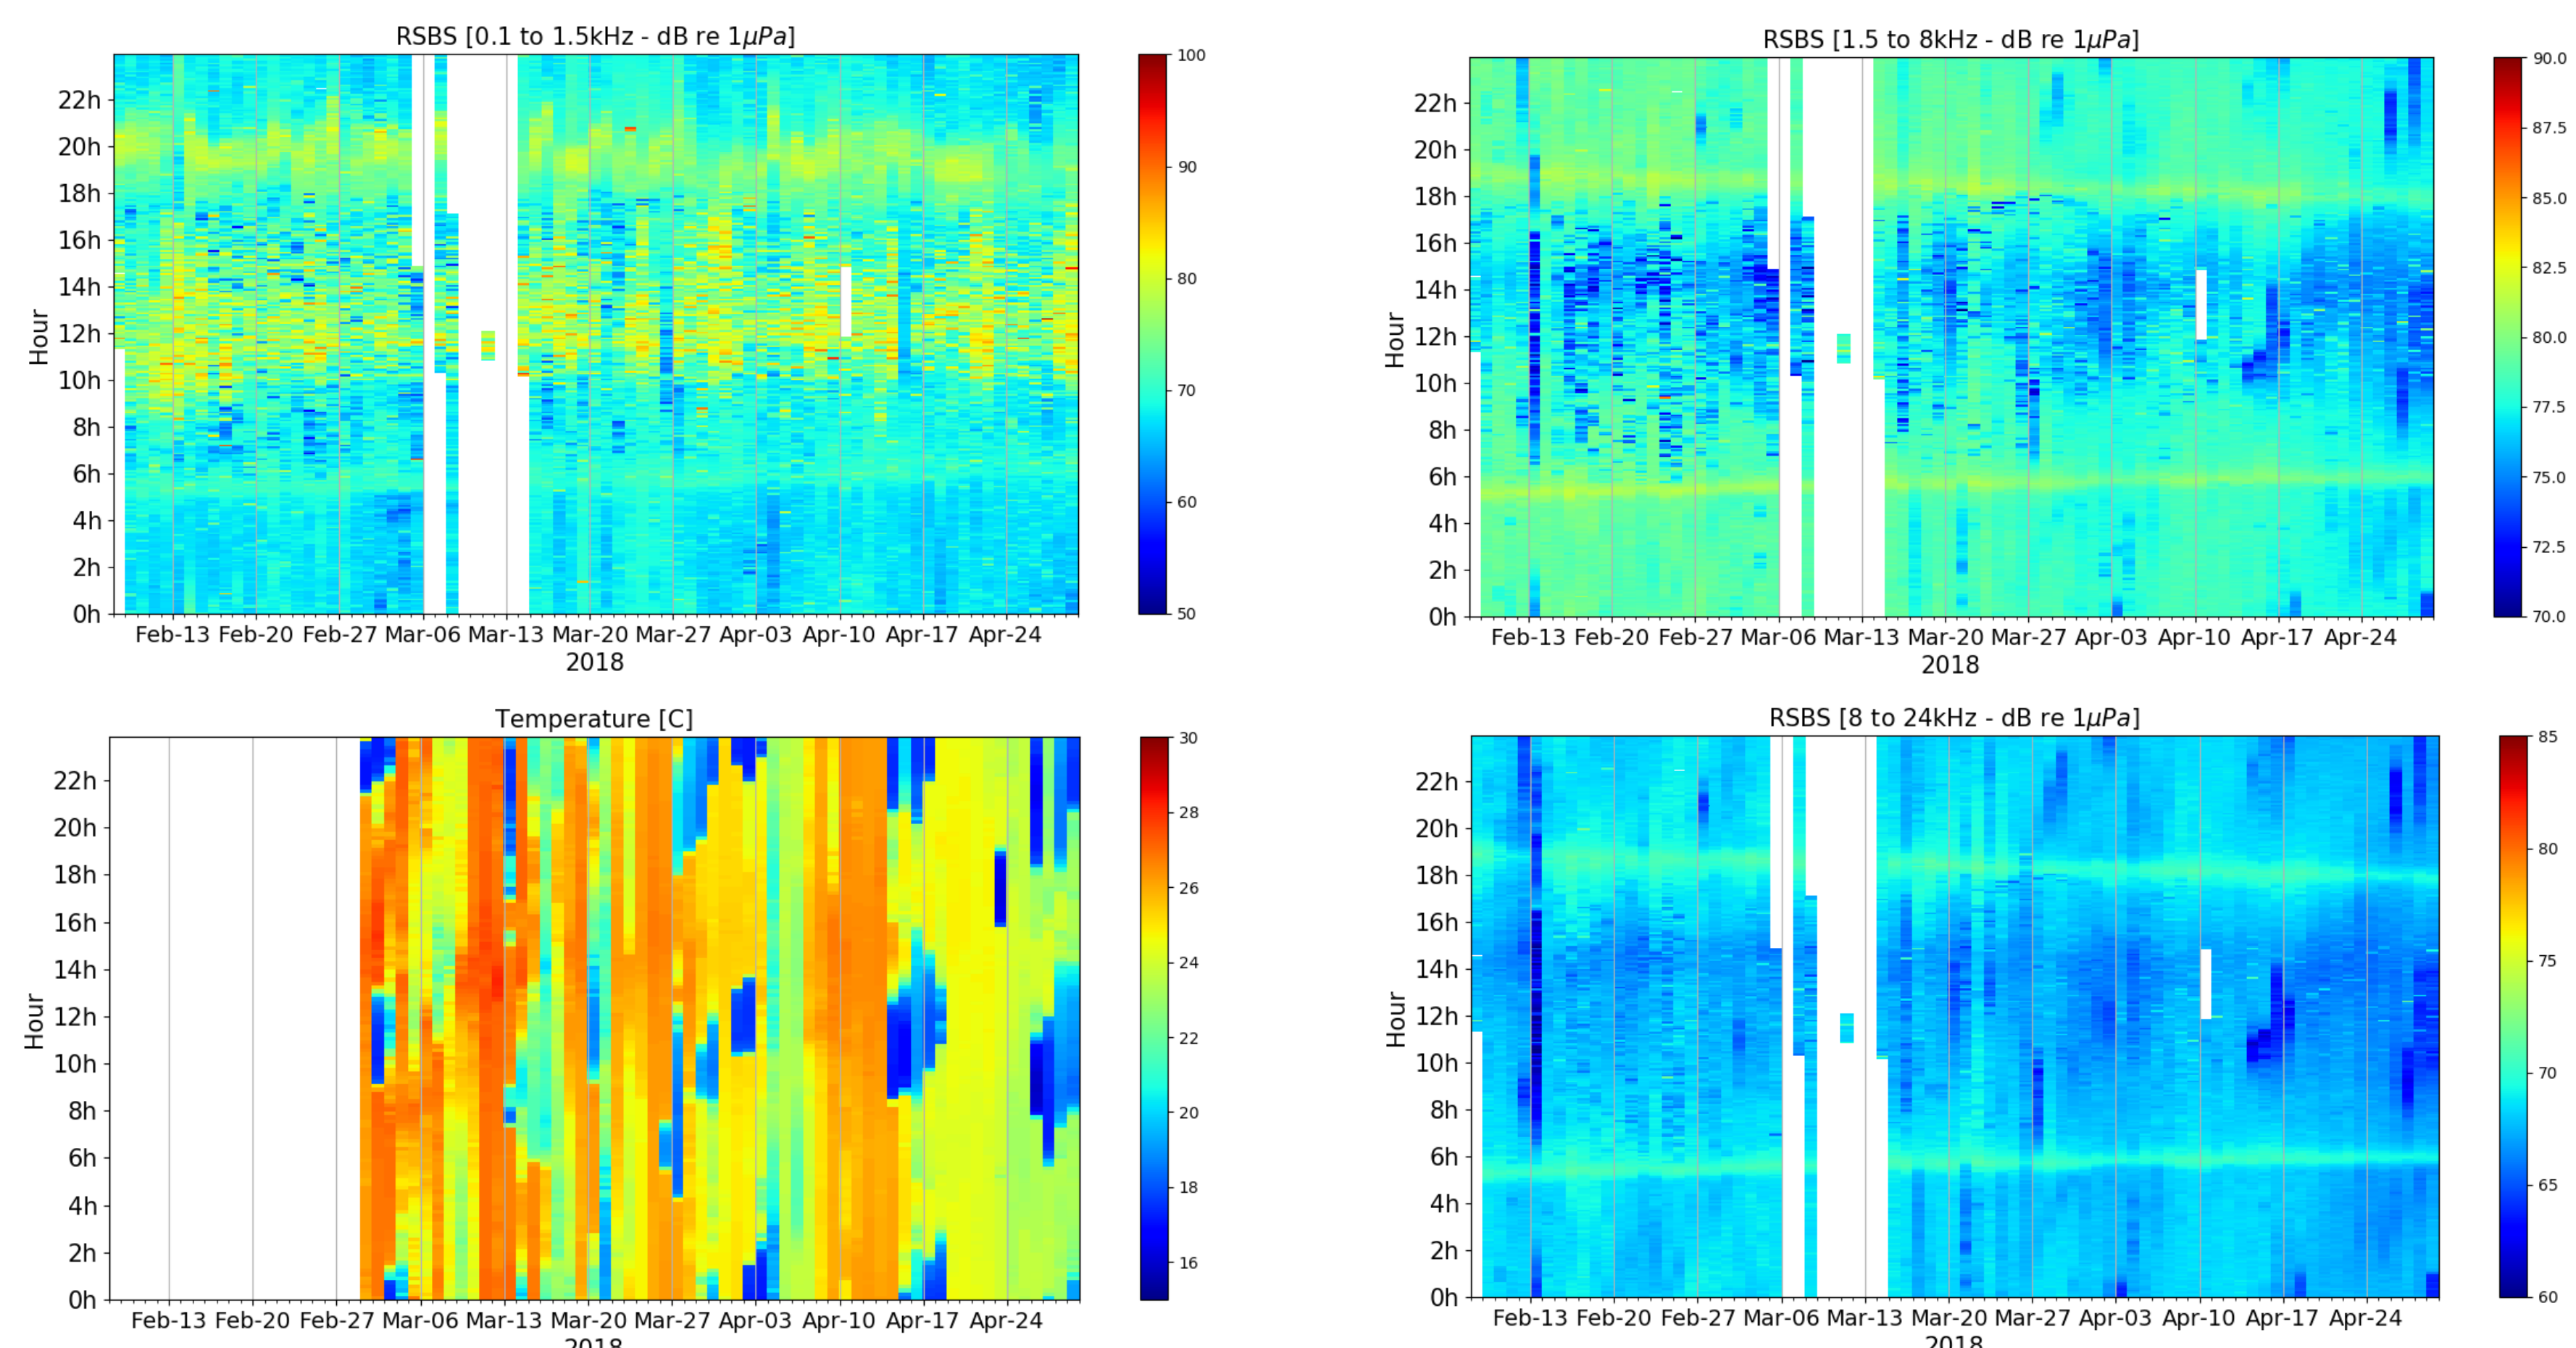 RSBS [0.1 to 1.5kHz - dB re 1µPa]
100
90
80
70
60
50
22h
20h
18h
16h
14h
12h
10h
8h
6h
4h
2h
0h
Hour
Feb-13 Feb-20 Feb-27 Mar-06 Mar-13 Mar-20 Mar-27 Apr-03 Apr-10 Apr-17 Apr-24
2018
RSBS [1.5 to 8kHz - dB re 1µPa]
90.0
87.5
85.0
82.5
80.0
77.5
75.0
72.5
70.0
22h
20h
18h
16h
14h
12h
10h
8h
6h
4h
2h
0h
Hour
Feb-13 Feb-20 Feb-27 Mar-06 Mar-13 Mar-20 Mar-27 Apr-03 Apr-10 Apr-17 Apr-24
2018
Temperature [C]
30
28
26
24
22
20
18
16
22h
20h
18h
16h
14h
12h
10h
8h
6h
4h
2h
0h
Hour
Feb-13 Feb-20 Feb-27 Mar-06 Mar-13 Mar-20 Mar-27 Apr-03 Apr-10 Apr-17 Apr-24
2018
RSBS [8 to 24kHz - dB re 1µPa]
85
80
75
70
65
60
22h
20h
18h
16h
14h
12h
10h
8h
6h
4h
2h
0h
Hour
Feb-13 Feb-20 Feb-27 Mar-06 Mar-13 Mar-20 Mar-27 Apr-03 Apr-10 Apr-17 Apr-24
2018